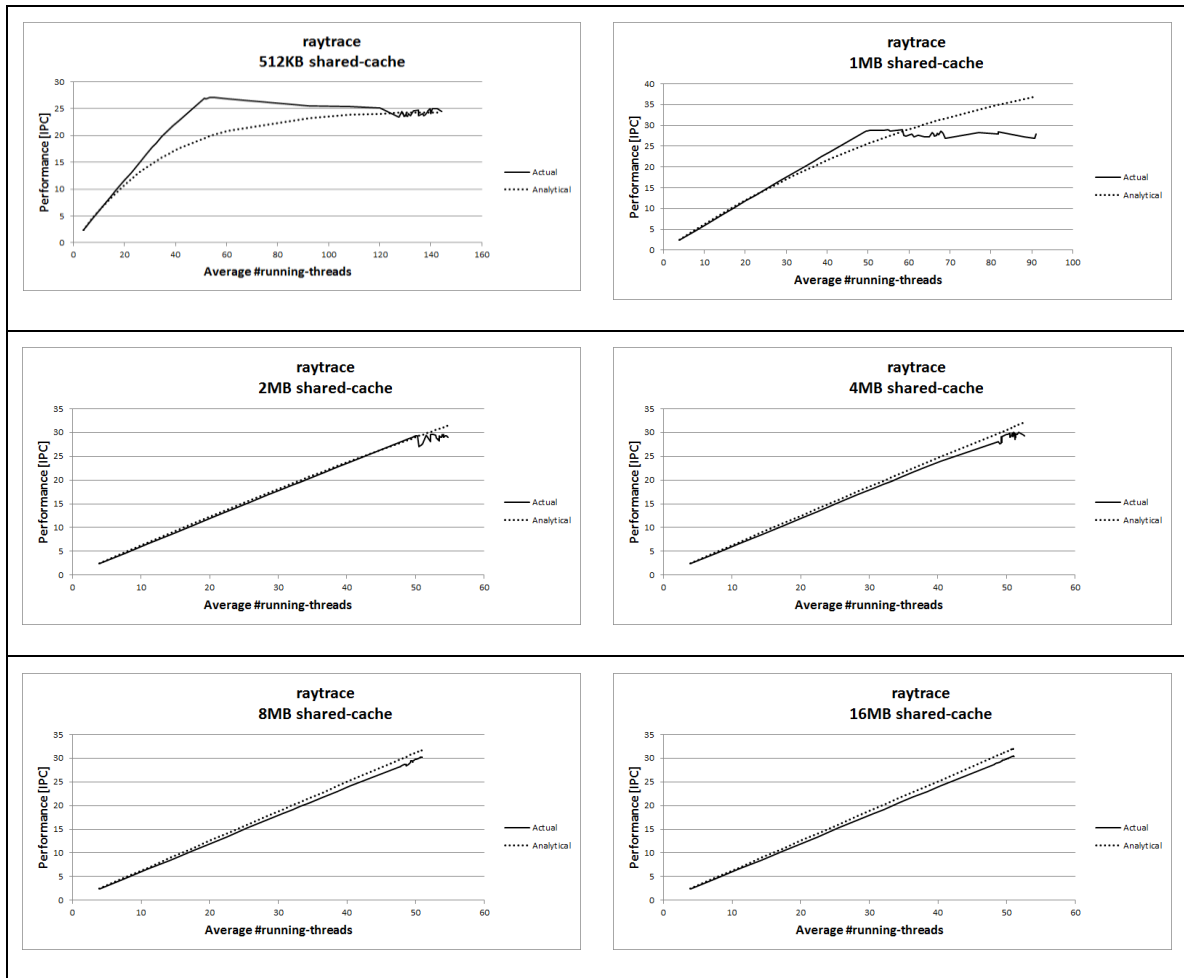 raytrace
512KB shared-cache
Performance [IPC]
30
25
20
15
10
5
0
0 20 40 60 80 100 120 140 160
Average #running-threads
Actual
Analytical
raytrace
1MB shared-cache
Performance [IPC]
40
35
30
25
20
15
10
5
0
0 10 20 30 40 50 60 70 80 90 100
Average #running-threads
Actual
Analytical
raytrace
2MB shared-cache
Performance [IPC]
35
30
25
20
15
10
5
0
0 10 20 30 40 50 60
Average #running-threads
Actual
Analytical
raytrace
4MB shared-cache
Performance [IPC]
35
30
25
20
15
10
5
0
0 10 20 30 40 50 60
Average #running-threads
Actual
Analytical
raytrace
8MB shared-cache
Performance [IPC]
35
30
25
20
15
10
5
0
0 10 20 30 40 50 60
Average #running-threads
Actual
Analytical
raytrace
16MB shared-cache
Performance [IPC]
35
30
25
20
15
10
5
0
0 10 20 30 40 50 60
Average #running-threads
Actual
Analytical